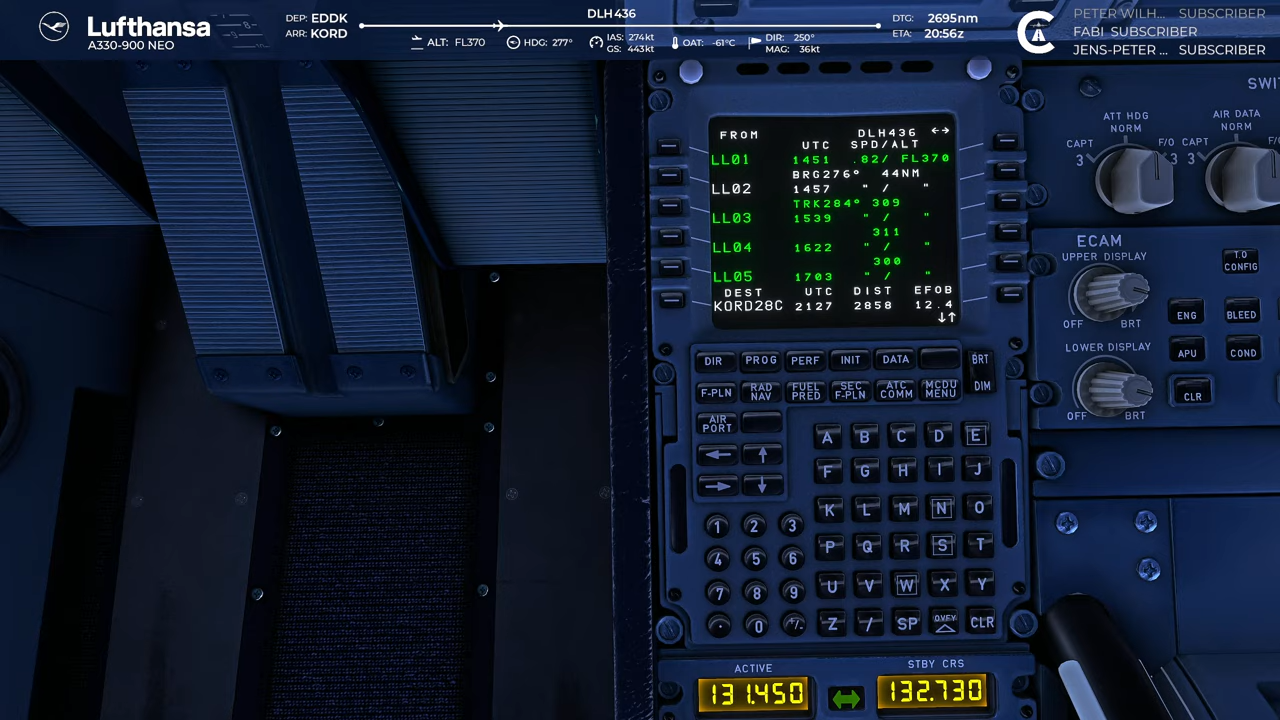 Lufthansa
A330-900 NEO
DEP: EDDK
ARR: KORD
DLH436
ALT: FL370
HDG: 277°
IAS: 274kt
GS: 443kt
OAT: -61°C
DIR: 250°
MAG: 36kt
DTG: 2695nm
ETA: 20:56z
PETER WILH... SUBSCRIBER
FABI SUBSCRIBER
JENS-PETER ... SUBSCRIBER
FROM DLH436 ↔
UTC SPD/ALT
LL01 1451 .82/ FL370
BRG276° 44NM
LL02 1457 " / "
TRK284° 309
LL03 1539 " / "
311
LL04 1622 " / "
300
LL05 1703 " / "
DEST UTC DIST EFOB
KORD28C 2127 2858 12.4
↓↑
DIR PROG PERF INIT DATA
BRT
DIM
F-PLN RAD NAV FUEL PRED SEC F-PLN ATC COMM MCDU MENU
AIR PORT
← ↑
→ ↓
A B C D E
F G H I J
K L M N O
P Q R S T
U V W X Y
Z / SP OVFY CLR
1 2 3
4 5 6
7 8 9
. 0 +/-
ACTIVE STBY CRS
131.450 132.730
SWI
ATT HDG
NORM
CAPT F/O
3 3
AIR DATA
NORM
CAPT F/
ECAM
UPPER DISPLAY
OFF BRT
LOWER DISPLAY
OFF BRT
T.O CONFIG
ENG BLEED
APU COND
CLR